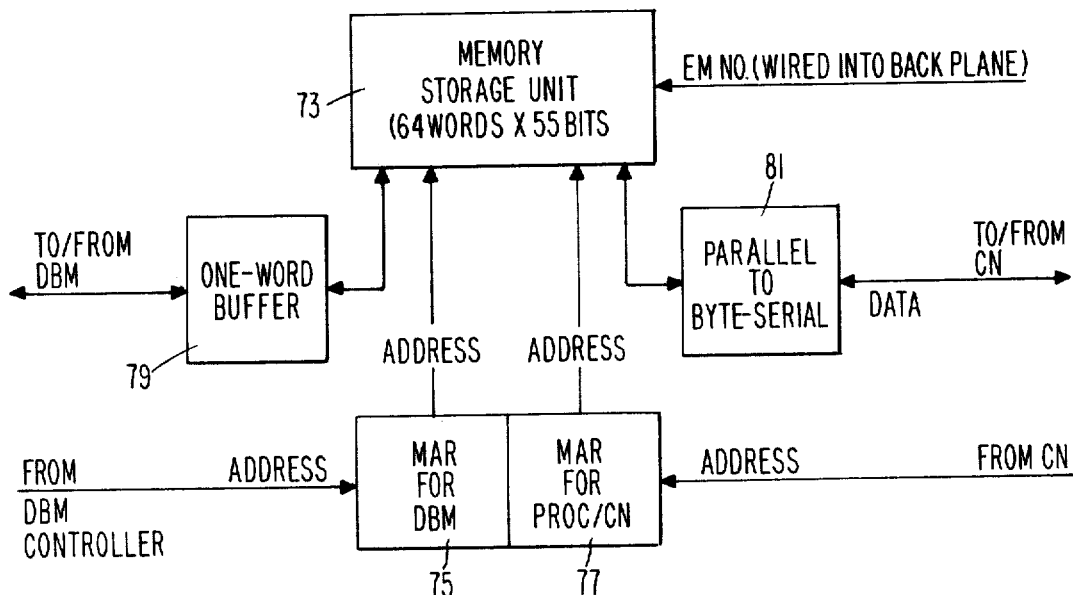 MEMORY
STORAGE UNIT
(64 WORDS X 55 BITS
73
EM NO. (WIRED INTO BACK PLANE)
TO/FROM
DBM
ONE-WORD
BUFFER
79
81
PARALLEL
TO
BYTE-SERIAL
TO/FROM
CN
DATA
ADDRESS
ADDRESS
FROM
DBM
CONTROLLER
ADDRESS
MAR
FOR
DBM
75
MAR
FOR
PROC/CN
77
ADDRESS
FROM CN